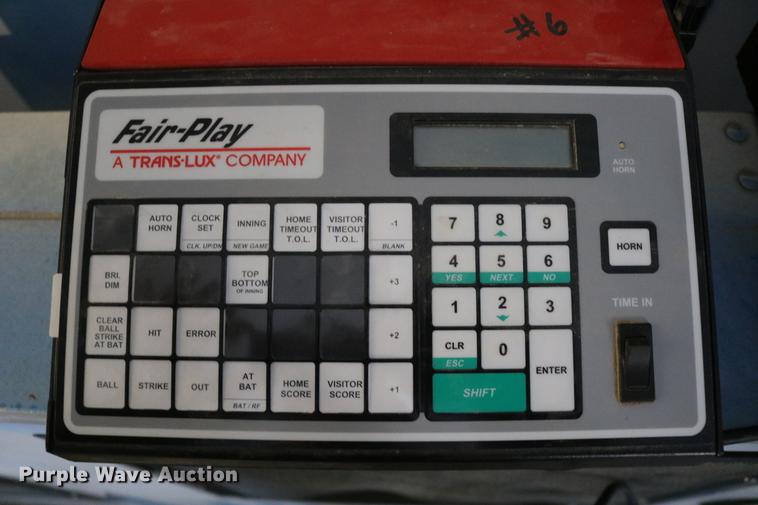 #6
Fair-Play
A TRANS·LUX® COMPANY
AUTO
HORN
AUTO
HORN
CLOCK
SET
CLK. UP/DN
INNING
NEW GAME
HOME
TIMEOUT
T.O.L.
VISITOR
TIMEOUT
T.O.L.
-1
BLANK
BRI.
DIM
TOP
BOTTOM
OF INNING
+3
CLEAR
BALL
STRIKE
AT BAT
HIT
ERROR
+2
BALL
STRIKE
OUT
AT
BAT
BAT / RF
HOME
SCORE
VISITOR
SCORE
+1
7
8
9
4
YES
5
NEXT
6
NO
1
2
3
CLR
ESC
0
ENTER
SHIFT
HORN
TIME IN
Purple Wave Auction